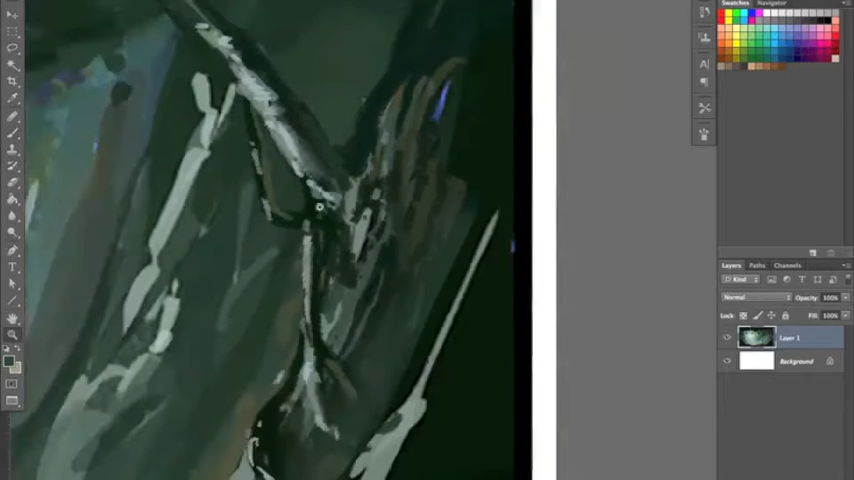 Swatches Navigator
Layers Paths Channels
Kind
Normal Opacity: 100%
Lock: Fill: 100%
Layer 1
Background